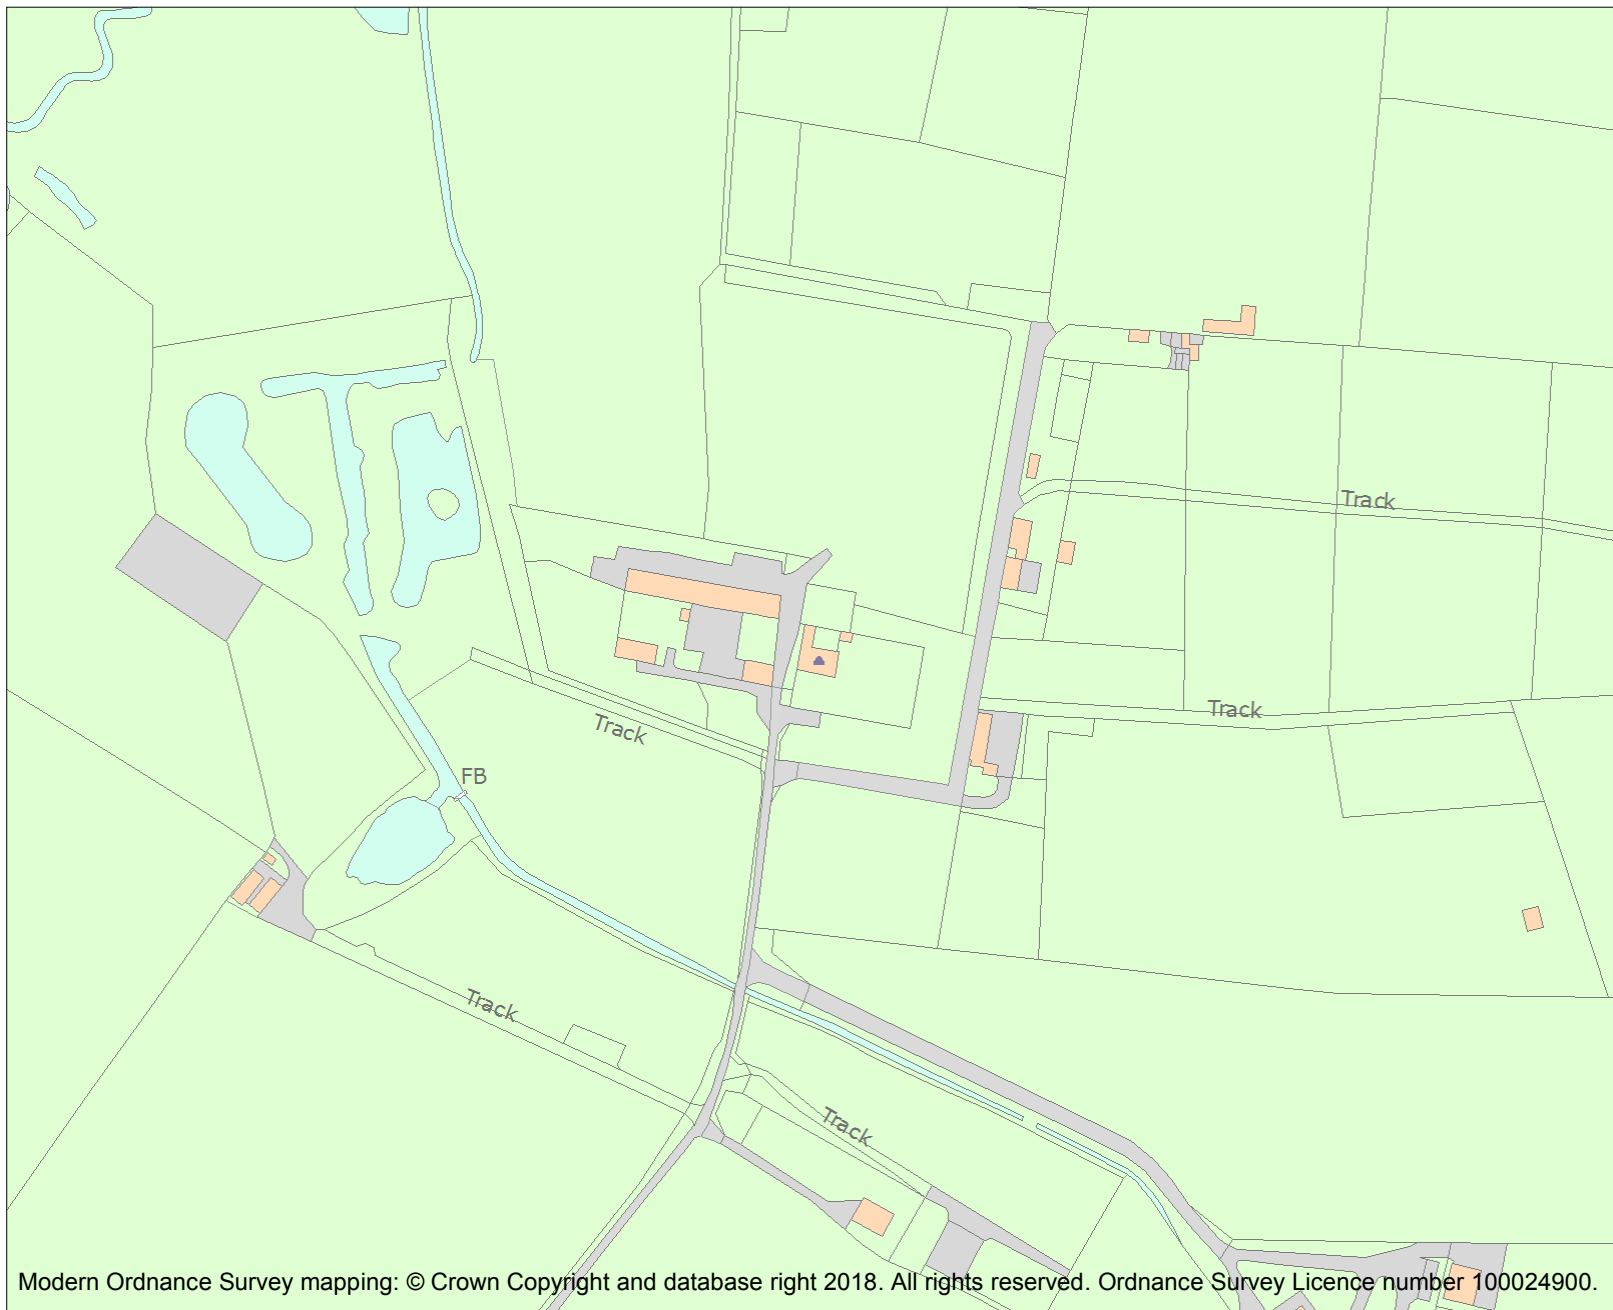 Track
Track
Track
FB
Track
Track
Modern Ordnance Survey mapping: © Crown Copyright and database right 2018. All rights reserved. Ordnance Survey Licence number 100024900.